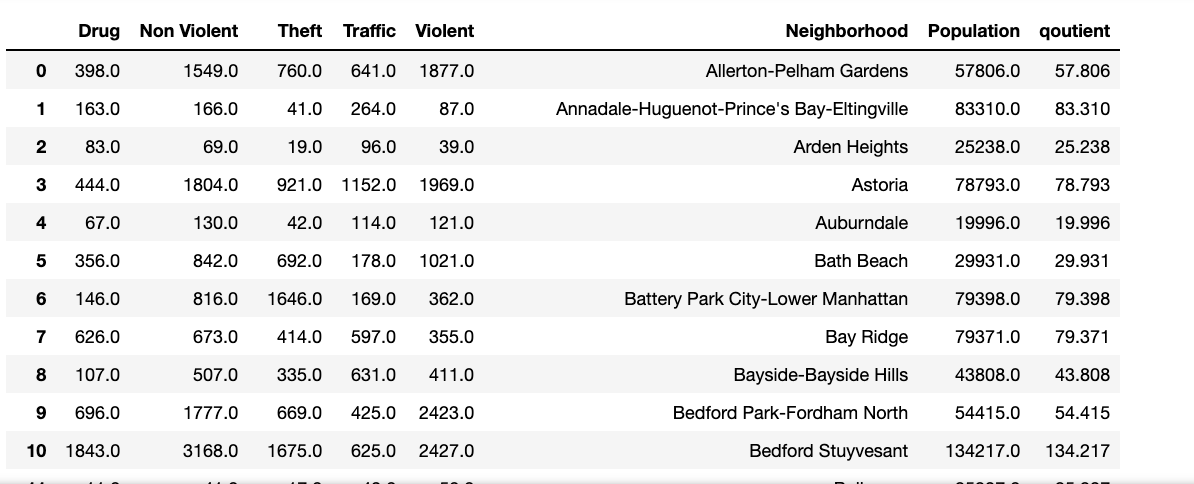 Drug Non Violent Theft Traffic Violent Neighborhood Population qoutient
0 398.0 1549.0 760.0 641.0 1877.0 Allerton-Pelham Gardens 57806.0 57.806
1 163.0 166.0 41.0 264.0 87.0 Annadale-Huguenot-Prince's Bay-Eltingville 83310.0 83.310
2 83.0 69.0 19.0 96.0 39.0 Arden Heights 25238.0 25.238
3 444.0 1804.0 921.0 1152.0 1969.0 Astoria 78793.0 78.793
4 67.0 130.0 42.0 114.0 121.0 Auburndale 19996.0 19.996
5 356.0 842.0 692.0 178.0 1021.0 Bath Beach 29931.0 29.931
6 146.0 816.0 1646.0 169.0 362.0 Battery Park City-Lower Manhattan 79398.0 79.398
7 626.0 673.0 414.0 597.0 355.0 Bay Ridge 79371.0 79.371
8 107.0 507.0 335.0 631.0 411.0 Bayside-Bayside Hills 43808.0 43.808
9 696.0 1777.0 669.0 425.0 2423.0 Bedford Park-Fordham North 54415.0 54.415
10 1843.0 3168.0 1675.0 625.0 2427.0 Bedford Stuyvesant 134217.0 134.217